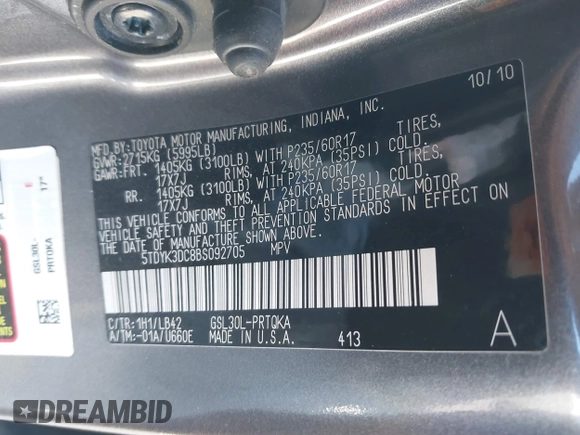 10/10
MFD.BY:TOYOTA MOTOR MANUFACTURING, INDIANA, INC.
GVWR:2715KG (5995LB)
GAWR:FRT. 1405KG (3100LB) WITH P235/60R17 TIRES,
17X7J RIMS, AT 240KPA (35PSI) COLD.
RR. 1405KG (3100LB) WITH P235/60R17 TIRES,
17X7J RIMS, AT 240KPA (35PSI) COLD.
THIS VEHICLE CONFORMS TO ALL APPLICABLE FEDERAL MOTOR
VEHICLE SAFETY AND THEFT PREVENTION STANDARDS IN EFFECT
ON THE DATE OF MANUFACTURE SHOWN ABOVE.
5TDYK3DC8BS092705 MPV
C/TR:1H1/LB42 GSL30L-PRTQKA
A/TM:-01A/U660E MADE IN U.S.A. 413
A
GSL30L-
PRTQKA
17"
DREAMBID